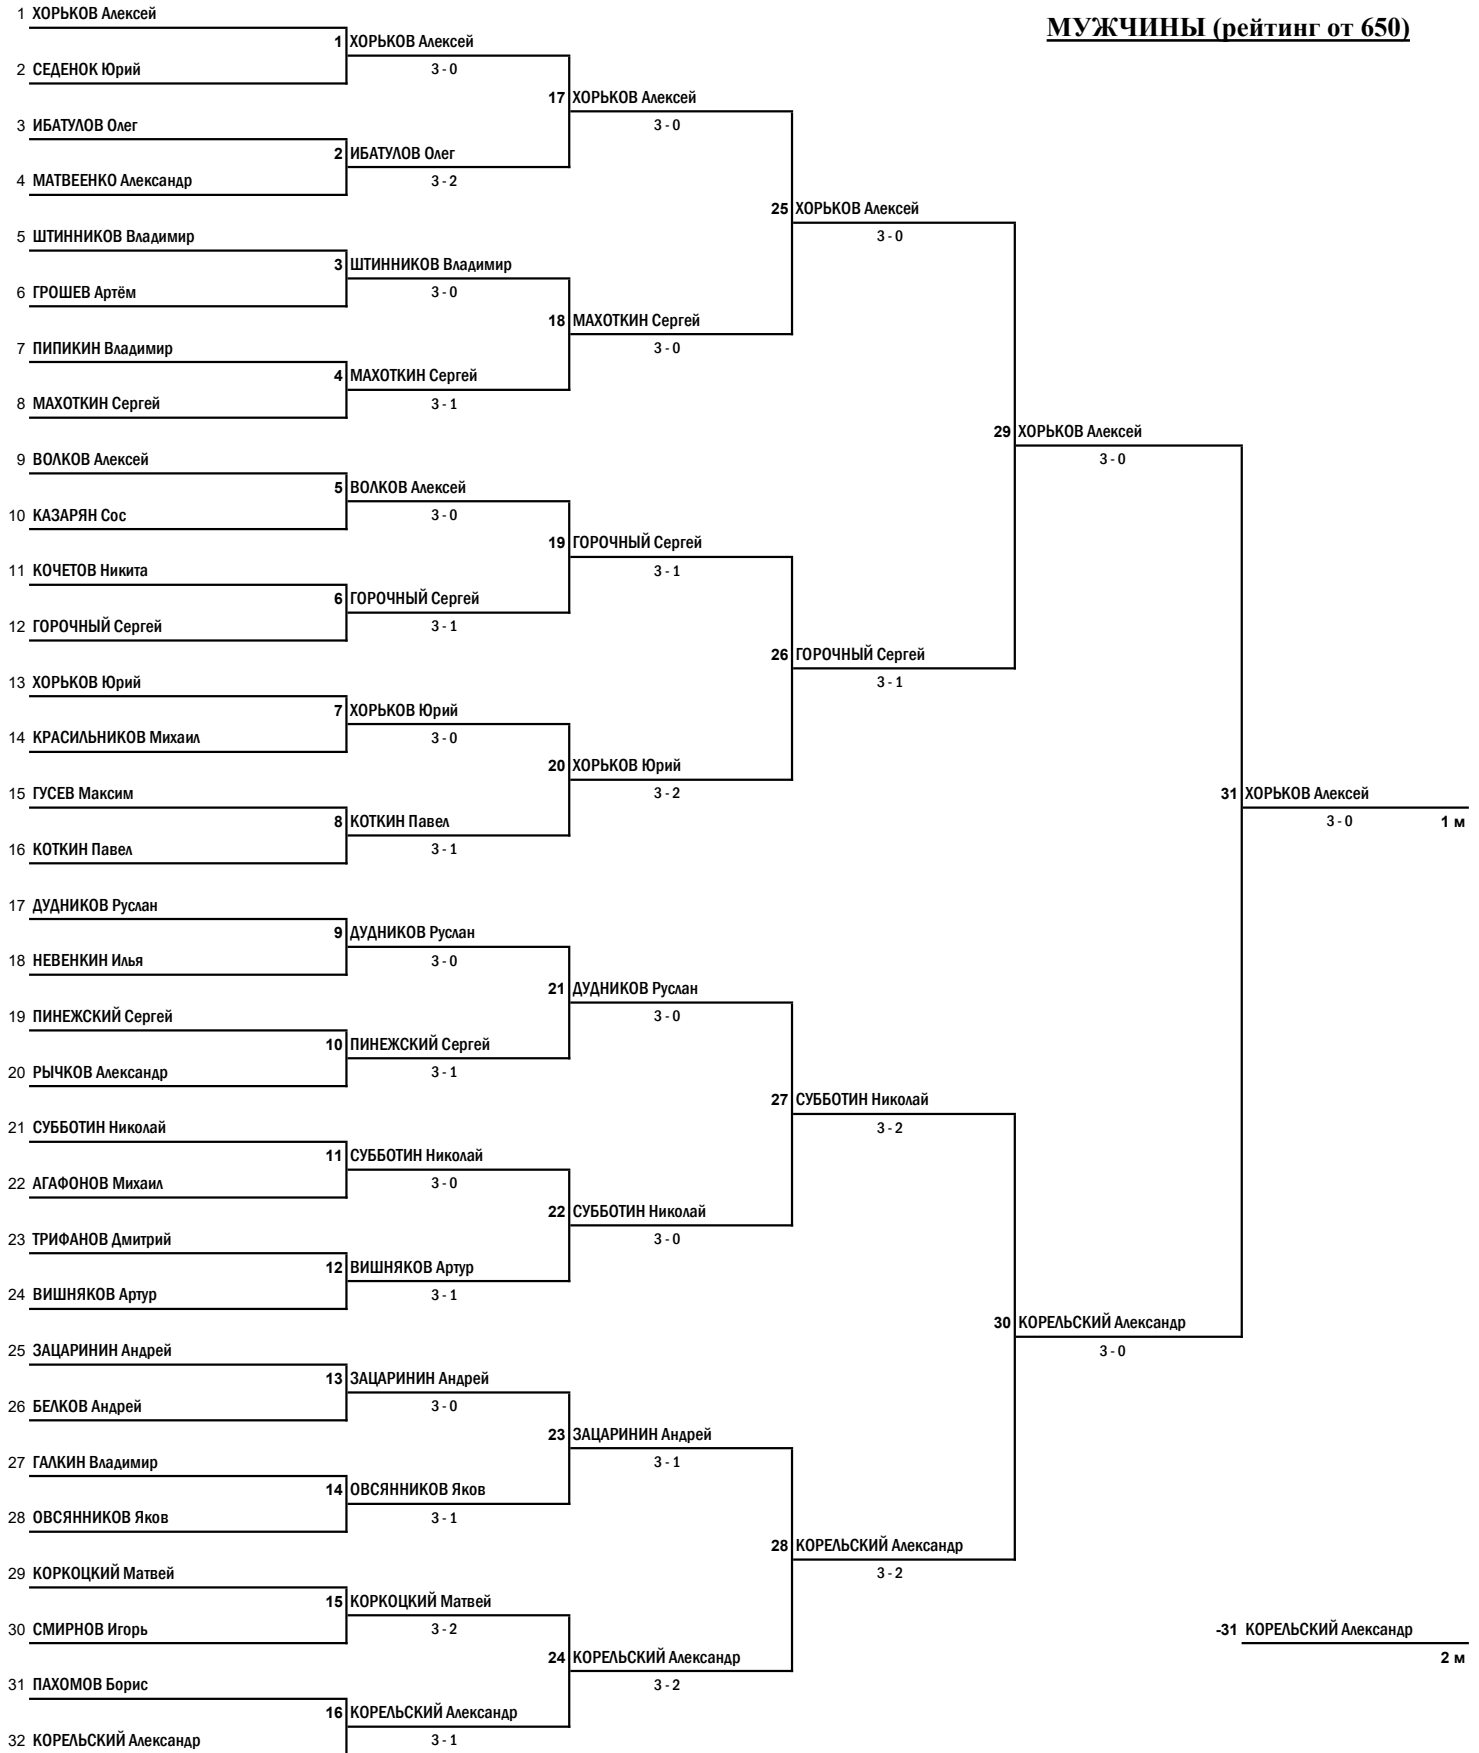 МУЖЧИНЫ (рейтинг от 650)
1 ХОРЬКОВ Алексей
1 ХОРЬКОВ Алексей
2 СЕДЕНОК Юрий
3 - 0
17 ХОРЬКОВ Алексей
3 ИБАТУЛОВ Олег
3 - 0
2 ИБАТУЛОВ Олег
4 МАТВЕЕНКО Александр
3 - 2
25 ХОРЬКОВ Алексей
5 ШТИННИКОВ Владимир
3 - 0
3 ШТИННИКОВ Владимир
6 ГРОШЕВ Артём
3 - 0
18 МАХОТКИН Сергей
7 ПИПИКИН Владимир
3 - 0
4 МАХОТКИН Сергей
8 МАХОТКИН Сергей
3 - 1
29 ХОРЬКОВ Алексей
9 ВОЛКОВ Алексей
3 - 0
5 ВОЛКОВ Алексей
10 КАЗАРЯН Сос
3 - 0
19 ГОРОЧНЫЙ Сергей
11 КОЧЕТОВ Никита
3 - 1
6 ГОРОЧНЫЙ Сергей
12 ГОРОЧНЫЙ Сергей
3 - 1
26 ГОРОЧНЫЙ Сергей
13 ХОРЬКОВ Юрий
3 - 1
7 ХОРЬКОВ Юрий
14 КРАСИЛЬНИКОВ Михаил
3 - 0
20 ХОРЬКОВ Юрий
15 ГУСЕВ Максим
3 - 2
31 ХОРЬКОВ Алексей
8 КОТКИН Павел
3 - 0
1 м
16 КОТКИН Павел
3 - 1
17 ДУДНИКОВ Руслан
9 ДУДНИКОВ Руслан
18 НЕВЕНКИН Илья
3 - 0
21 ДУДНИКОВ Руслан
19 ПИНЕЖСКИЙ Сергей
3 - 0
10 ПИНЕЖСКИЙ Сергей
20 РЫЧКОВ Александр
3 - 1
27 СУББОТИН Николай
21 СУББОТИН Николай
3 - 2
11 СУББОТИН Николай
22 АГАФОНОВ Михаил
3 - 0
22 СУББОТИН Николай
23 ТРИФАНОВ Дмитрий
3 - 0
12 ВИШНЯКОВ Артур
24 ВИШНЯКОВ Артур
3 - 1
30 КОРЕЛЬСКИЙ Александр
25 ЗАЦАРИНИН Андрей
3 - 0
13 ЗАЦАРИНИН Андрей
26 БЕЛКОВ Андрей
3 - 0
23 ЗАЦАРИНИН Андрей
27 ГАЛКИН Владимир
3 - 1
14 ОВСЯННИКОВ Яков
28 ОВСЯННИКОВ Яков
3 - 1
28 КОРЕЛЬСКИЙ Александр
29 КОРКОЦКИЙ Матвей
3 - 2
15 КОРКОЦКИЙ Матвей
30 СМИРНОВ Игорь
3 - 2
-31 КОРЕЛЬСКИЙ Александр
24 КОРЕЛЬСКИЙ Александр
2 м
31 ПАХОМОВ Борис
3 - 2
16 КОРЕЛЬСКИЙ Александр
32 КОРЕЛЬСКИЙ Александр
3 - 1